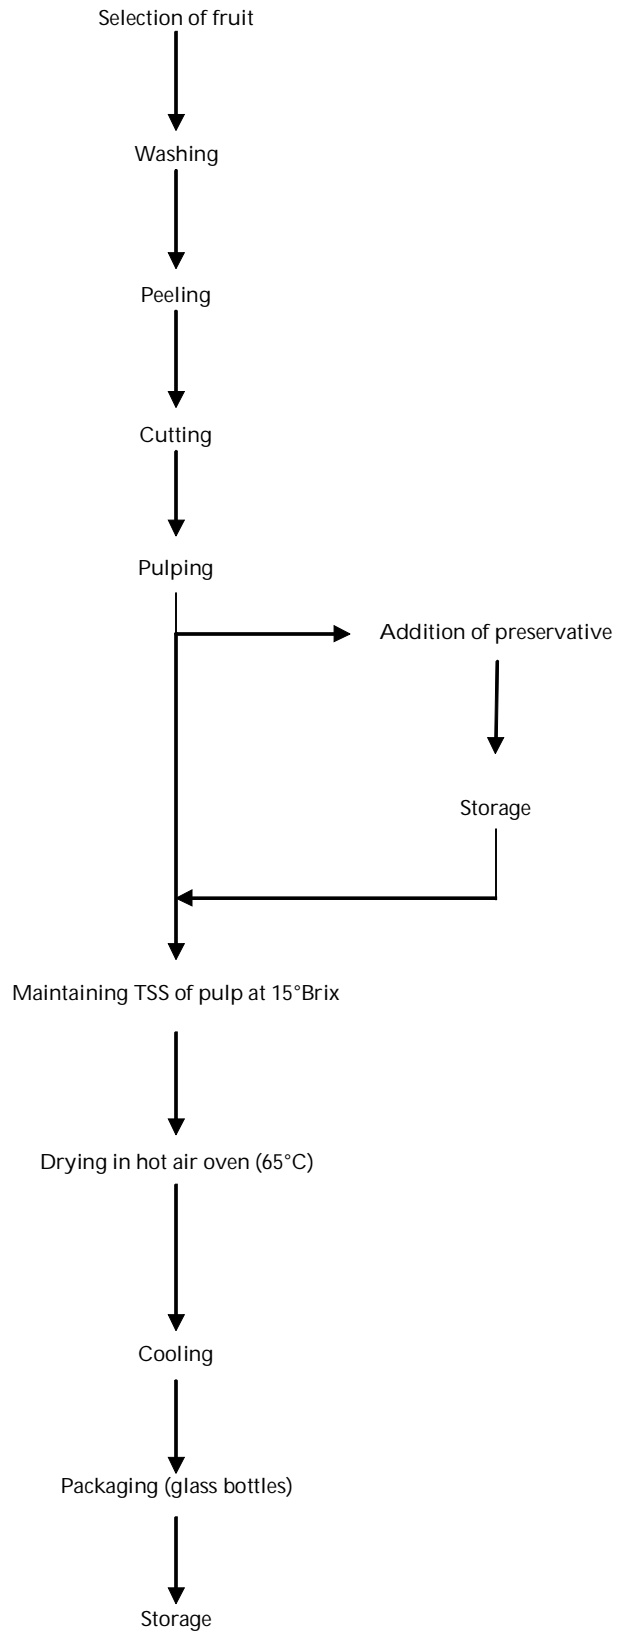 Selection of fruit
Washing
Peeling
Cutting
Pulping
Addition of preservative
Storage
Maintaining TSS of pulp at 15°Brix
Drying in hot air oven (65°C)
Cooling
Packaging (glass bottles)
Storage